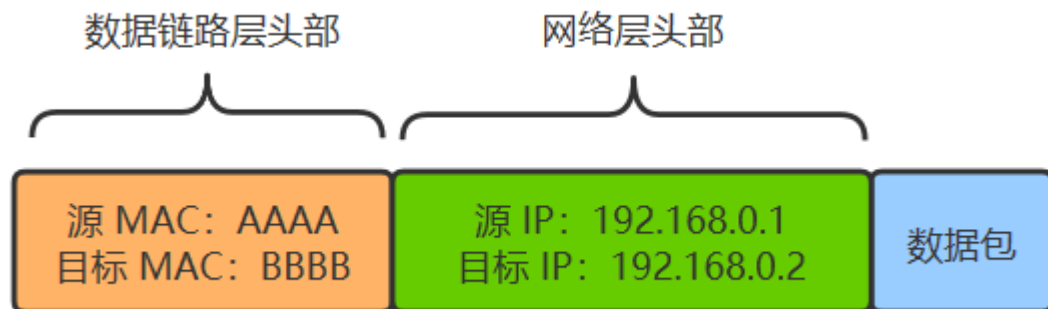 数据链路层头部
网络层头部
源 MAC：AAAA
目标 MAC：BBBB
源 IP：192.168.0.1
目标 IP：192.168.0.2
数据包